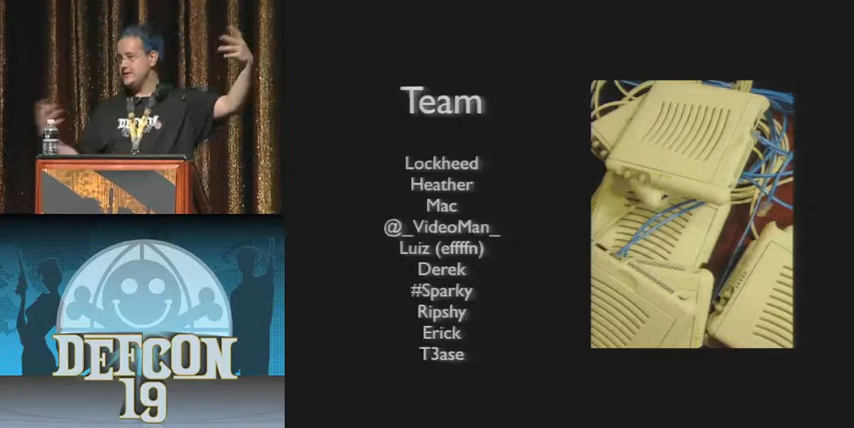 Team
Lockheed
Heather
Mac
@_VideoMan_
Luiz (effffn)
Derek
#Sparky
Ripshy
Erick
T3ase
DEFCON
19